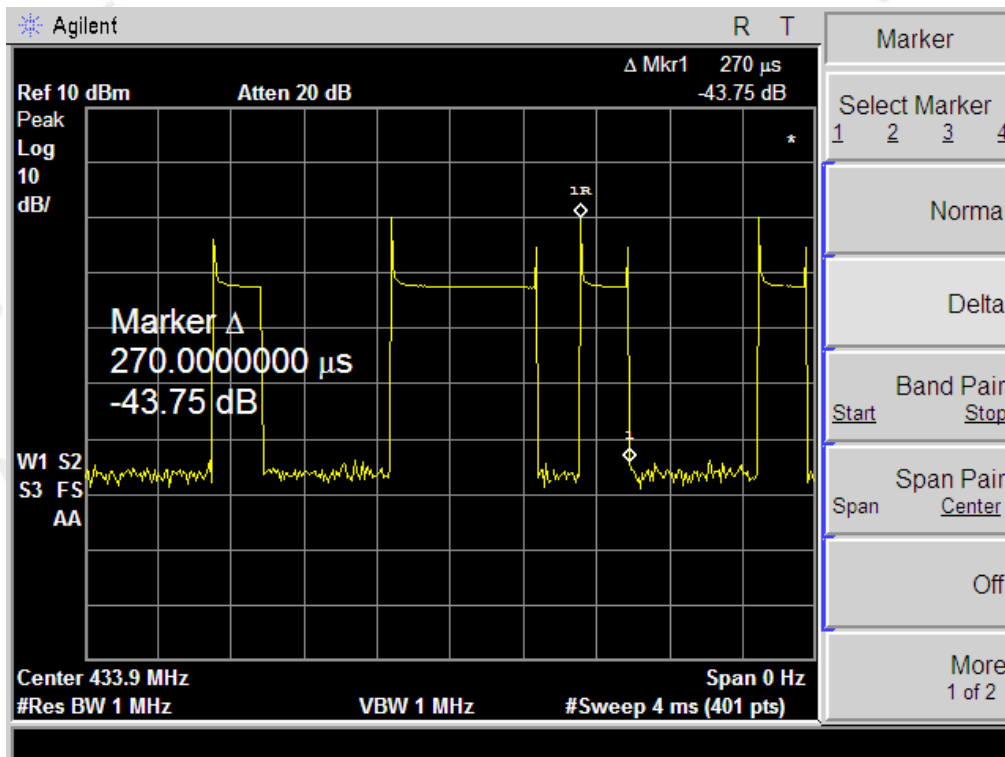 Agilent R T
Δ Mkr1 270 μs
Ref 10 dBm Atten 20 dB -43.75 dB
Peak
Log
10
dB/
*
1R
Marker Δ
270.0000000 μs
-43.75 dB
1
W1 S2
S3 FS
AA
Center 433.9 MHz Span 0 Hz
#Res BW 1 MHz VBW 1 MHz #Sweep 4 ms (401 pts)
Marker
Select Marker
1 2 3 4
Normal
Delta
Band Pair
Start Stop
Span Pair
Span Center
Off
More
1 of 2